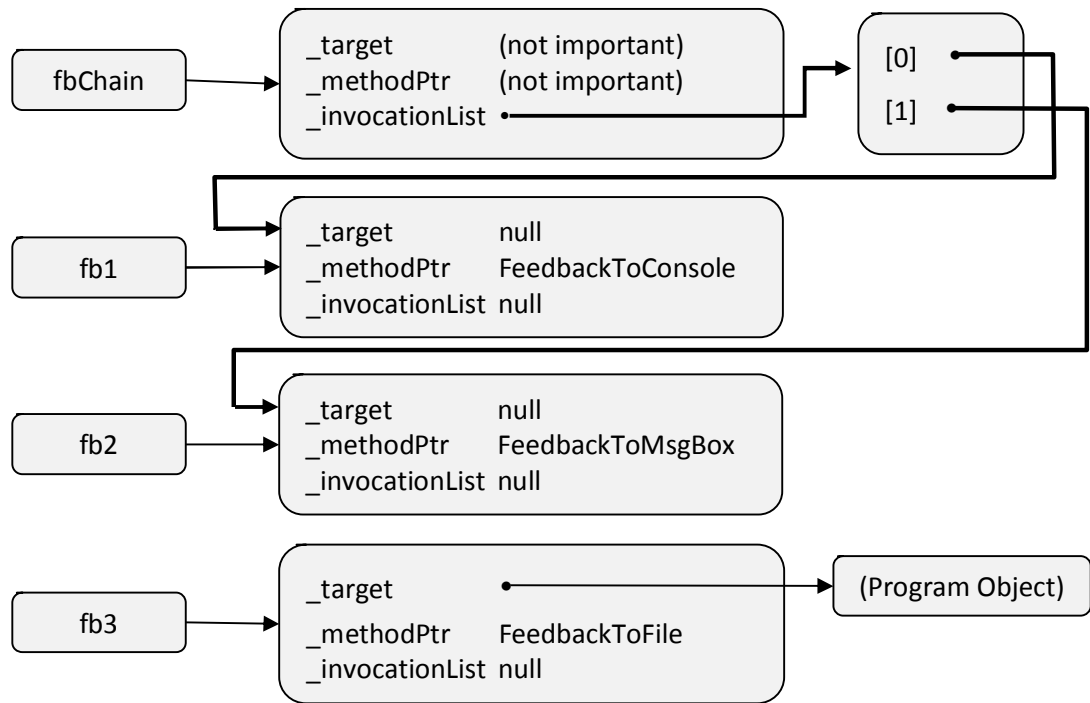 _target (not important)
fbChain _methodPtr (not important)
_invocationList
[0]
[1]
_target null
fb1 _methodPtr FeedbackToConsole
_invocationList null
_target null
fb2 _methodPtr FeedbackToMsgBox
_invocationList null
_target (Program Object)
fb3 _methodPtr FeedbackToFile
_invocationList null